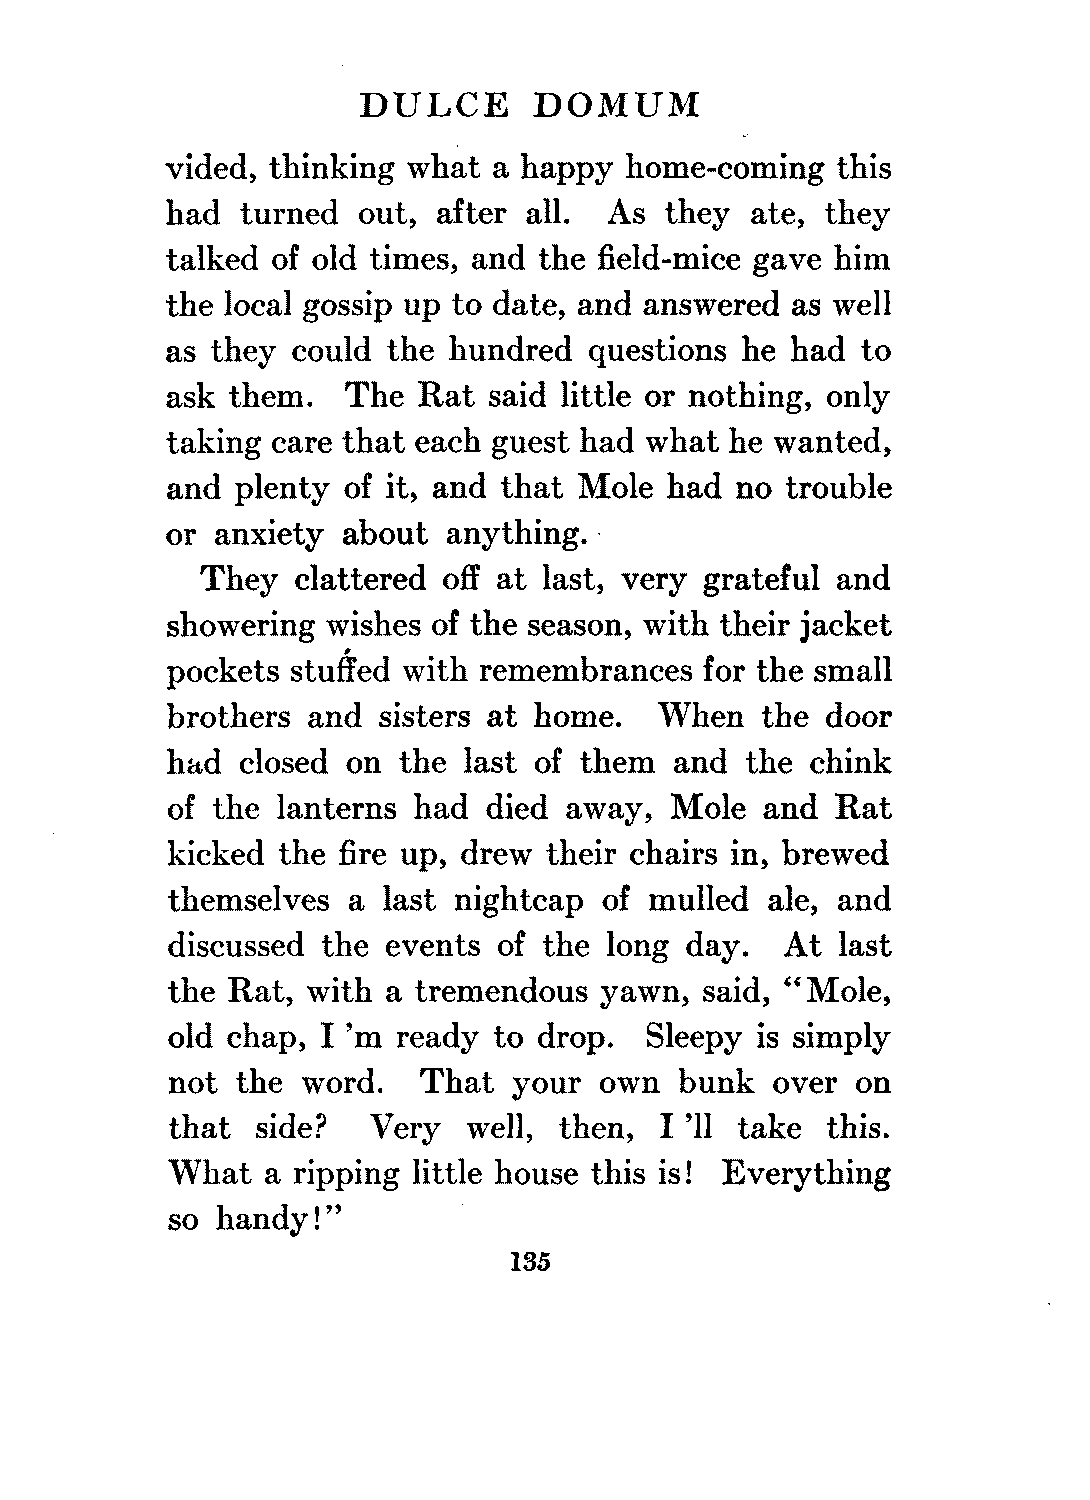 DULCE DOMUM
vided, thinking what a happy home-coming this
had turned out, after all. As they ate, they
talked of old times, and the field-mice gave him
the local gossip up to date, and answered as well
as they could the hundred questions he had to
ask them. The Rat said little or nothing, only
taking care that each guest had what he wanted,
and plenty of it, and that Mole had no trouble
or anxiety about anything.
They clattered off at last, very grateful and
showering wishes of the season, with their jacket
pockets stuffed with remembrances for the small
brothers and sisters at home. When the door
had closed on the last of them and the chink
of the lanterns had died away, Mole and Rat
kicked the fire up, drew their chairs in, brewed
themselves a last nightcap of mulled ale, and
discussed the events of the long day. At last
the Rat, with a tremendous yawn, said, “Mole,
old chap, I ’m ready to drop. Sleepy is simply
not the word. That your own bunk over on
that side? Very well, then, I ’ll take this.
What a ripping little house this is! Everything
so handy!”
135